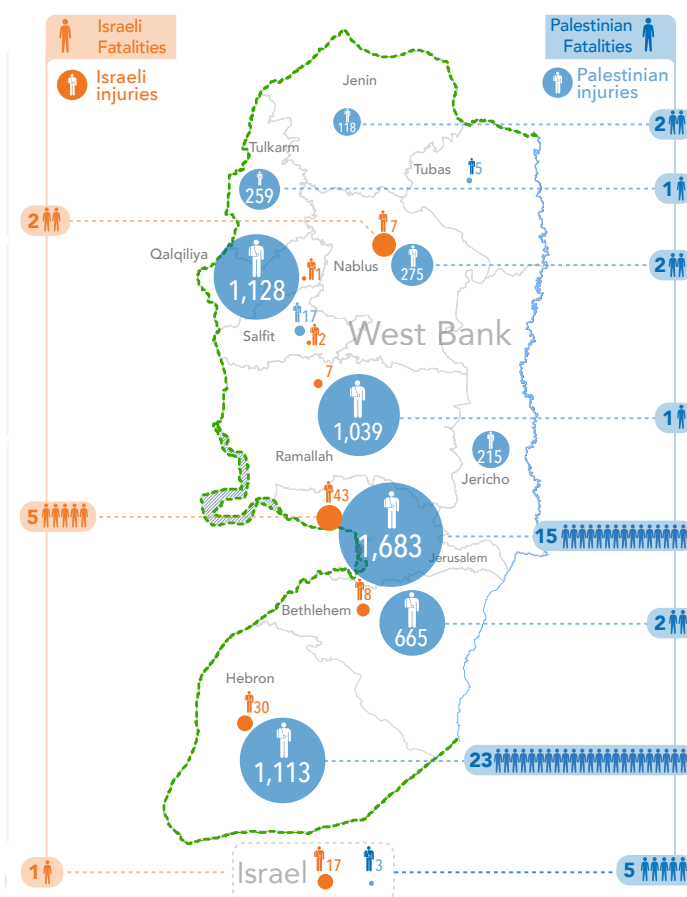 Israeli
Fatalities
Israeli
injuries
Palestinian
Fatalities
Palestinian
injuries
Jenin
118
2
Tulkarm
Tubas
5
259
1
2
7
Qalqiliya
1,128
1
Nablus
275
2
17
Salfit
2
West Bank
7
1,039
1
Ramallah
215
Jericho
43
5
1,683
15
Jerusalem
8
Bethlehem
665
2
Hebron
30
1,113
23
1
Israel
17
3
5